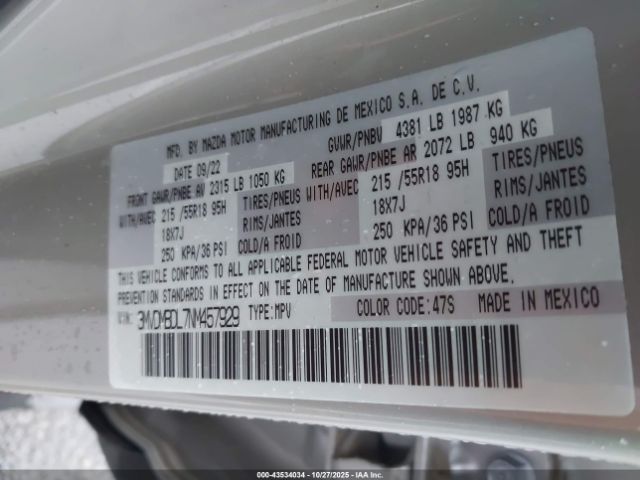 MFD. BY MAZDA MOTOR MANUFACTURING DE MEXICO S.A. DE C.V.
DATE 09/22 GVWR/PNBV 4381 LB 1987 KG
FRONT GAWR/PNBE AV 2315 LB 1050 KG REAR GAWR/PNBE AR 2072 LB 940 KG
WITH/AVEC 215 /55R18 95H TIRES/PNEUS WITH/AVEC 215 /55R18 95H TIRES/PNEUS
18X7J RIMS/JANTES 18X7J RIMS/JANTES
250 KPA/36 PSI COLD/A FROID 250 KPA/36 PSI COLD/A FROID
THIS VEHICLE CONFORMS TO ALL APPLICABLE FEDERAL MOTOR VEHICLE SAFETY AND THEFT
PREVENTION STANDARDS IN EFFECT ON THE DATE OF MANUFACTURE SHOWN ABOVE.
VIN: 3MVDMBDL7NM457929 TYPE:MPV COLOR CODE:47S MADE IN MEXICO
000-43534034 - 10/27/2025 - IAA Inc.